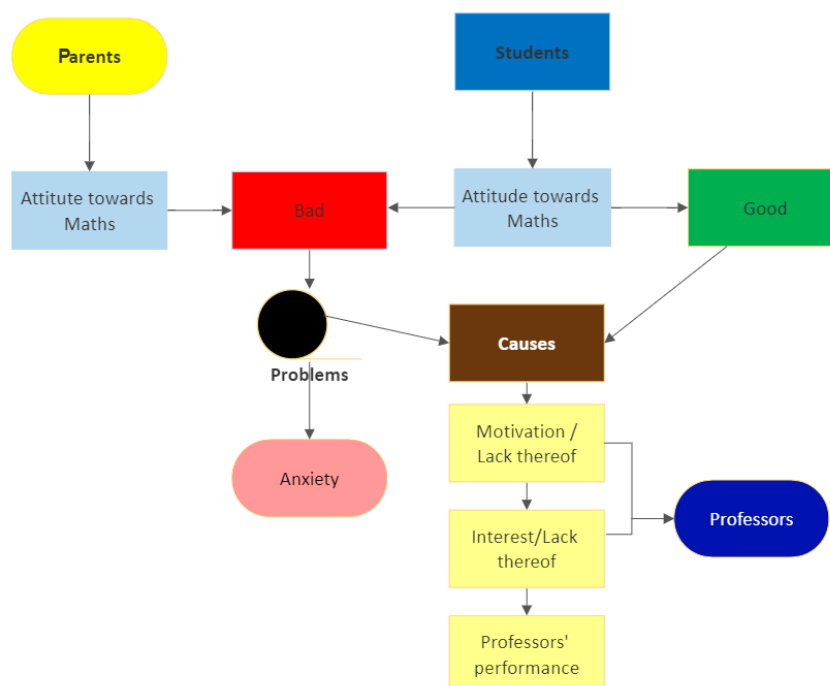 Parents
Students
Attitute towards
Maths
Bad
Attitude towards
Maths
Good
Problems
Causes
Motivation /
Lack thereof
Anxiety
Professors
Interest/Lack
thereof
Professors'
performance